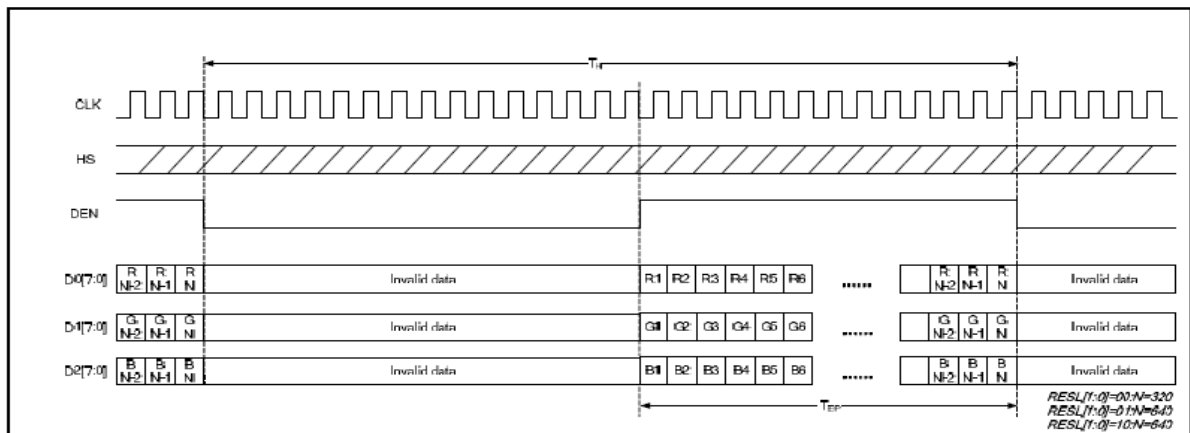 TH
CLK
HS
DEN
D0[7:0] R N-2 R N-1 R N Invalid data R1 R2 R3 R4 R5 R6 ...... R N-2 R N-1 R N Invalid data
D1[7:0] G N-2 G N-1 G N Invalid data G1 G2 G3 G4 G5 G6 ...... G N-2 G N-1 G N Invalid data
D2[7:0] B N-2 B N-1 B N Invalid data B1 B2 B3 B4 B5 B6 ...... B N-2 B N-1 B N Invalid data
TEP
RESL[1:0]=00:N=320
RESL[1:0]=01:N=640
RESL[1:0]=10:N=640